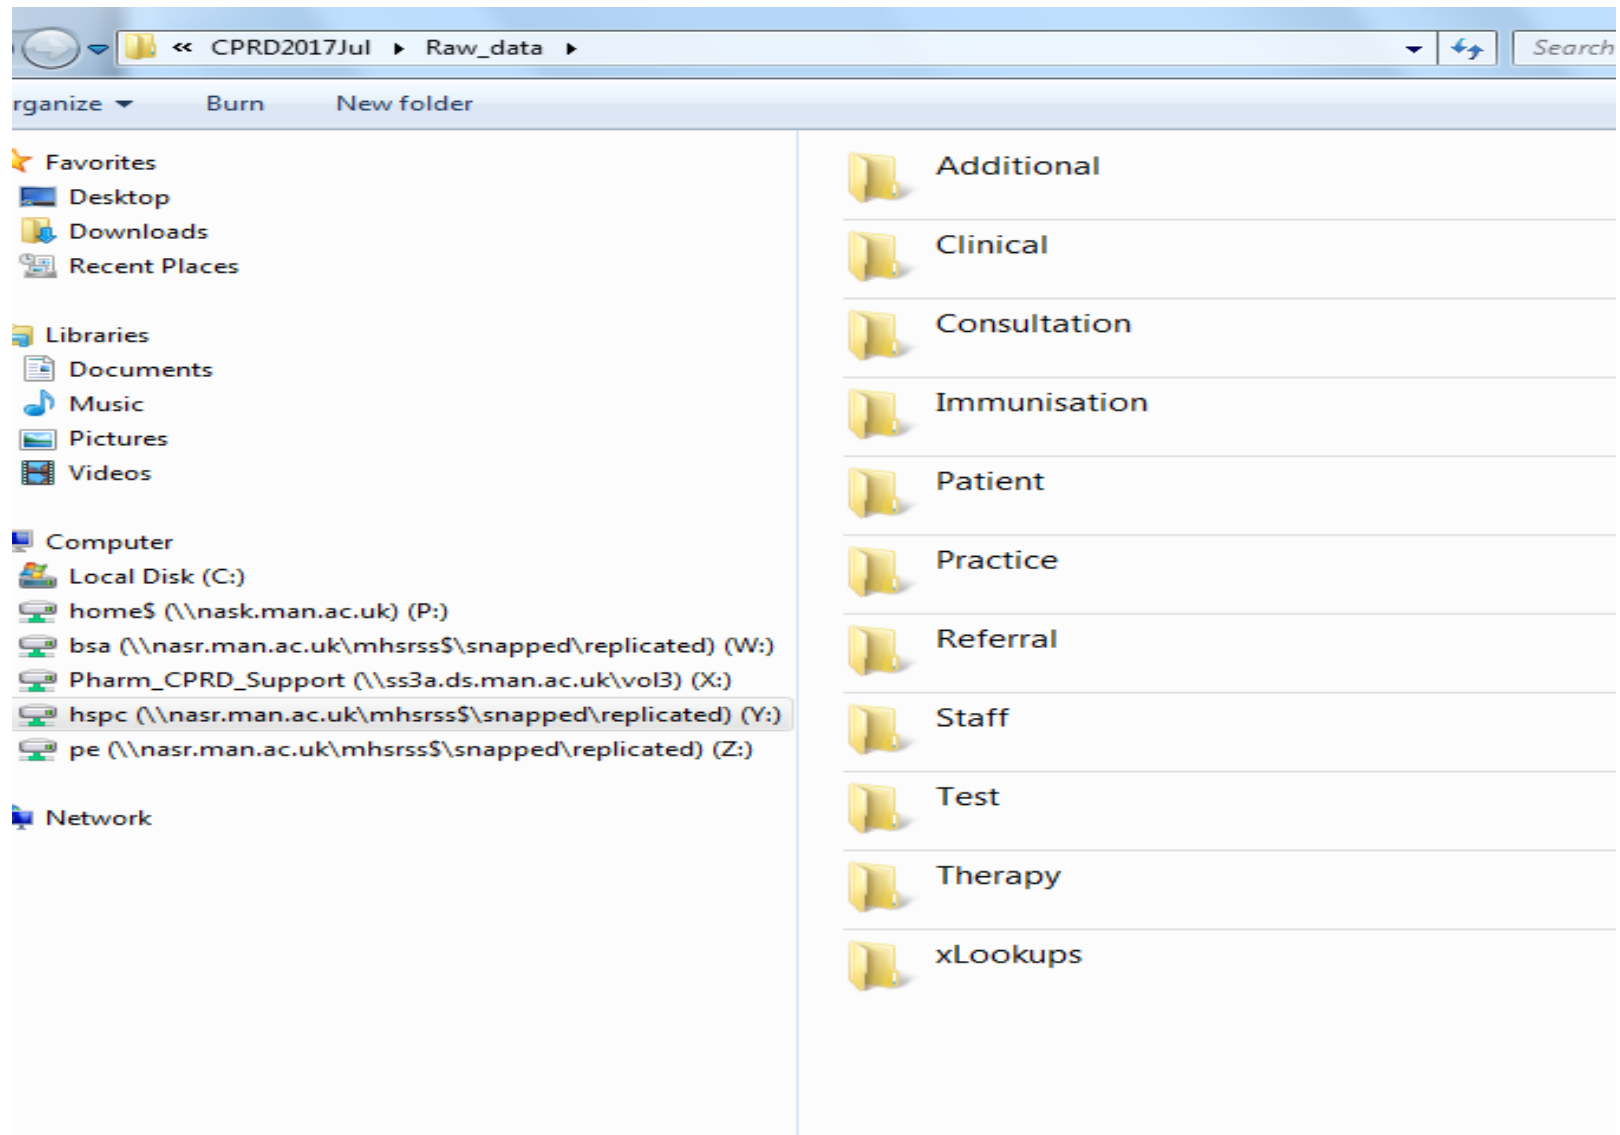 « CPRD2017Jul ▸ Raw_data ▸ Search
rganize Burn New folder
Favorites
Desktop
Downloads
Recent Places
Libraries
Documents
Music
Pictures
Videos
Computer
Local Disk (C:)
home$ (\\nask.man.ac.uk) (P:)
bsa (\\nasr.man.ac.uk\mhsrss$\snapped\replicated) (W:)
Pharm_CPRD_Support (\\ss3a.ds.man.ac.uk\vol3) (X:)
hspc (\\nasr.man.ac.uk\mhsrss$\snapped\replicated) (Y:)
pe (\\nasr.man.ac.uk\mhsrss$\snapped\replicated) (Z:)
Network
Additional
Clinical
Consultation
Immunisation
Patient
Practice
Referral
Staff
Test
Therapy
xLookups